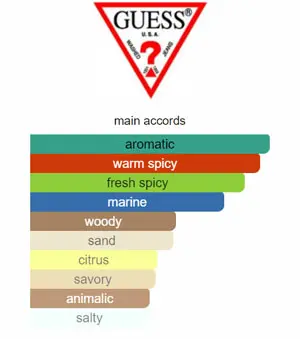 GUESS®
U.S.A.
?
WASHED JEANS
main accords
aromatic
warm spicy
fresh spicy
marine
woody
sand
citrus
savory
animalic
salty